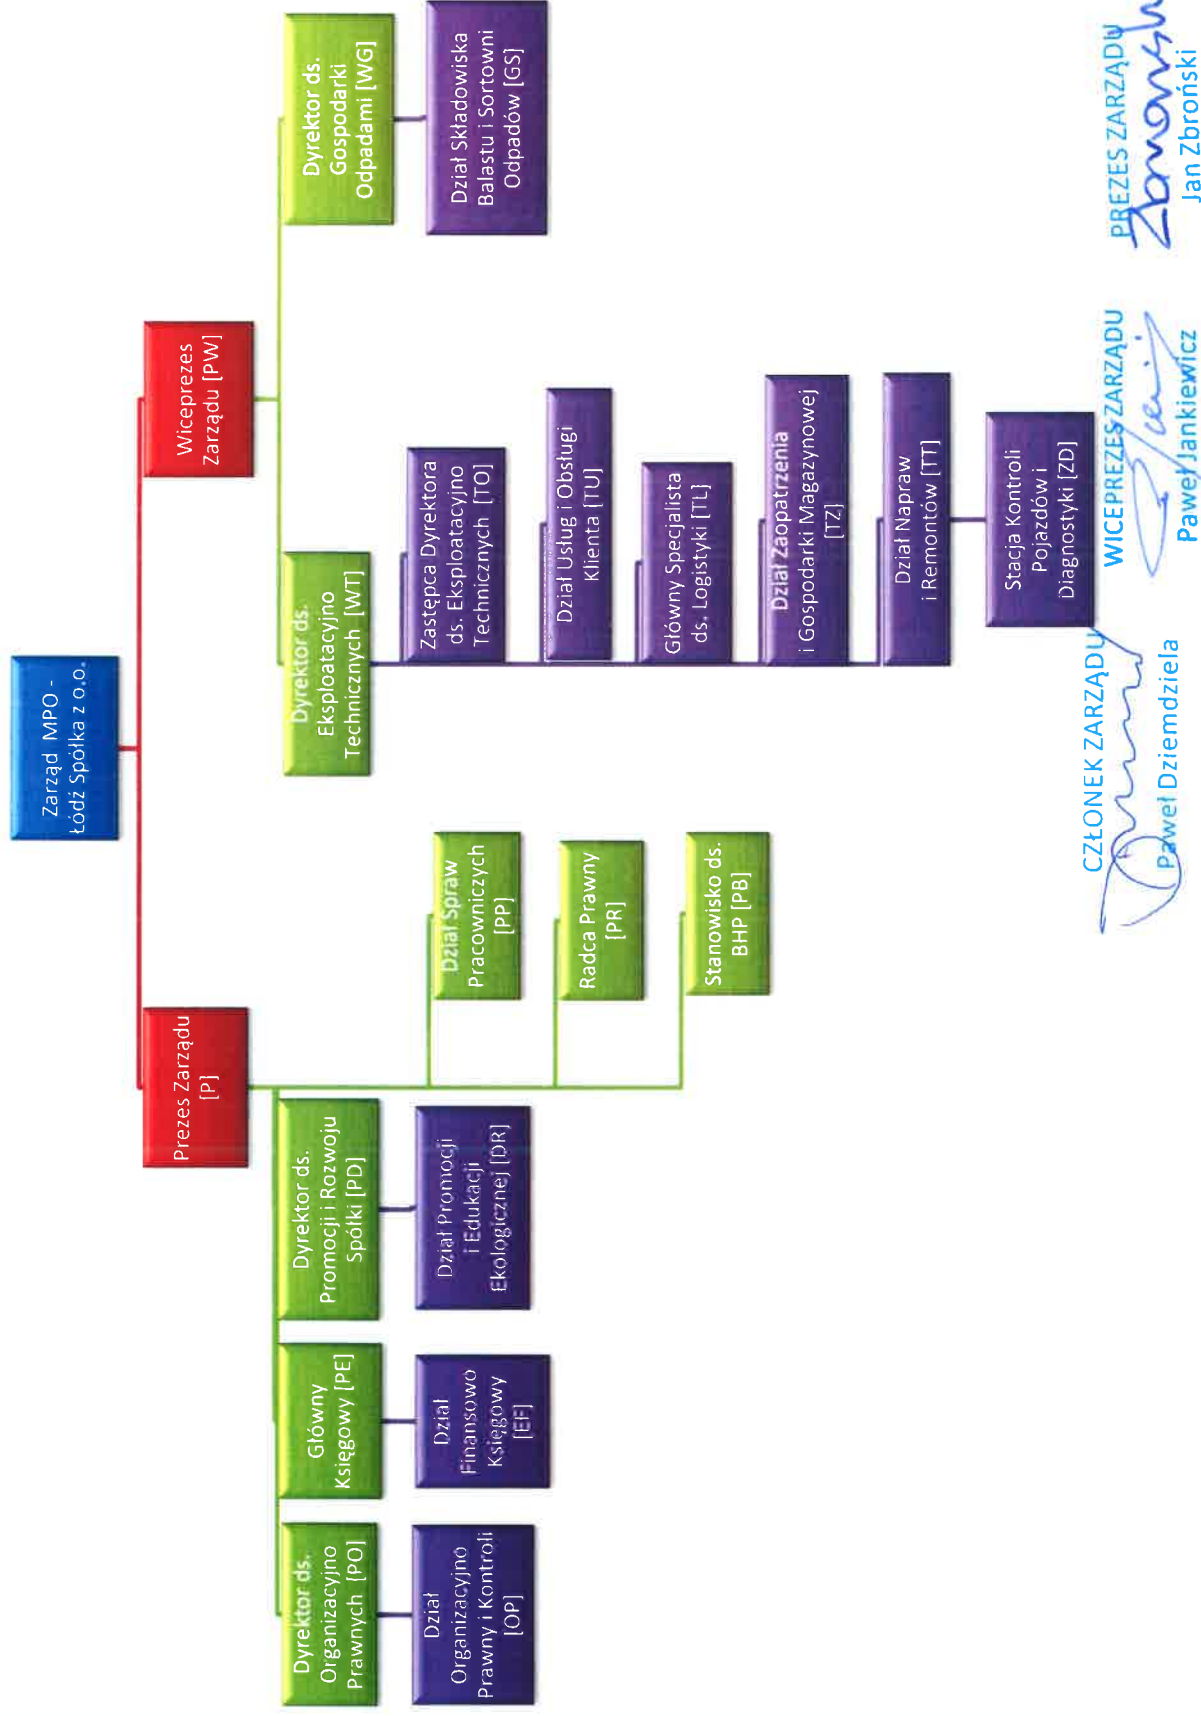 Zarząd MPO -
Łódź Spółka z o.o.
Prezes Zarządu
[P]
Wiceprezes
Zarządu [PW]
Dyrektor ds.
Organizacyjno
Prawnych [PO]
Główny
Księgowy [PE]
Dyrektor ds.
Promocji i Rozwoju
Spółki [PD]
Dyrektor ds.
Eksploatacyjno
Technicznych [WT]
Dyrektor ds.
Gospodarki
Odpadami [WG]
Dział
Organizacyjno
Prawny i Kontroli
[OP]
Dział
Finansowo
Księgowy
[EF]
Dział Promocji
i Edukacji
Ekologicznej [DR]
Dział Spraw
Pracowniczych
[PP]
Radca Prawny
[PR]
Stanowisko ds.
BHP [PB]
Zastępca Dyrektora
ds. Eksploatacyjno
Technicznych [TO]
Dział Usług i Obsługi
Klienta [TU]
Główny Specjalista
ds. Logistyki [TL]
Dział Zaopatrzenia
i Gospodarki Magazynowej
[TZ]
Dział Napraw
i Remontów [TT]
Stacja Kontroli
Pojazdów i
Diagnostyki [ZD]
Dział Składowiska
Balastu i Sortowni
Odpadów [GS]
CZŁONEK ZARZĄDU
Paweł Dziemdziela
WICEPREZES ZARZĄDU
Paweł Jankiewicz
PREZES ZARZĄDU
Jan Zbroński